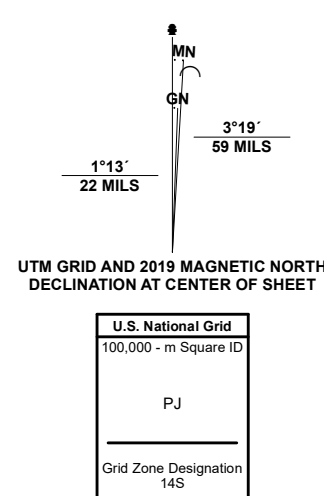 MN
GN
3°19´
59 MILS
1°13´
22 MILS
UTM GRID AND 2019 MAGNETIC NORTH
DECLINATION AT CENTER OF SHEET
U.S. National Grid
100,000 - m Square ID
PJ
Grid Zone Designation
14S